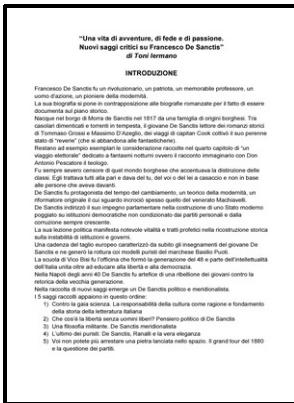 "Una vita di avventure, di fede e di passione.
Nuovi saggi critici su Francesco De Sanctis"
di Toni Iermano
INTRODUZIONE
Francesco De Sanctis fu un rivoluzionario, un patriota, un memorabile professore, un
uomo d'azione, un pioniere della modernità.
La sua biografia si pone in contrapposizione alle biografie romanzate per il fatto di essere
documentata sul piano storico.
Nacque nel borgo di Morra de Sanctis nel 1817 da una famiglia di origini borghesi. Tra
casolari dimenticati e torrenti in tempesta, il giovane De Sanctis lettore dei romanzi storici
di Tommaso Grossi e Massimo D'Azeglio, dei viaggi di capitan Cook coltivò il suo perenne
stato di "rêverie" (che si abbandona alle fantasticherie).
Restano ad esempio esemplari le considerazioni raccolte nel quarto capitolo di "un
viaggio elettorale" dedicato a fantasmi notturni ovvero il racconto immaginario con Don
Antonio Pescatore il teologo.
Fu sempre severo censore di quel mondo borghese che accentuava la distinzione delle
classi. Egli trattava tutti alla pari e dava del tu, del voi o del lei a casaccio e non in base
alle persone che aveva davanti.
De Sanctis fu protagonista del tempo del cambiamento, un teorico della modernità, un
riformatore originale il cui sguardo incrociò spesso quello del venerato Machiavelli.
De Sanctis indirizzò il suo impegno parlamentare nella costruzione di uno Stato moderno
poggiato su istituzioni democratiche non condizionato dai partiti personali e dalla
corruzione sempre crescente.
La sua lezione politica manifesta notevole vitalità e tratti profetici nella ricostruzione storica
sulla instabilità di istituzioni e governi.
Una cadenza del taglio europeo caratterizzò da subito gli insegnamenti del giovane De
Sanctis e ne generò la rottura coi modelli puristi del marchese Basilio Puoti.
La scuola di Vico Bisi fu l'officina che formò la generazione del 48 e parte dell'intellettualità
dell'Italia unita oltre ad educare alla libertà e alla democrazia.
Nella Napoli degli anni 40 De Sanctis fu artefice di una ribellione dei giovani contro la
retorica della vecchia generazione.
Nella raccolta di nuovi saggi emerge un De Sanctis politico e meridionalista.
I 5 saggi raccolti appaiono in questo ordine:
1) Contro la gaia scienza. La responsabilità della cultura come ragione e fondamento
della storia della letteratura italiana
2) Che cos'è la libertà senza uomini liberi? Pensiero politico di De Sanctis
3) Una filosofia militante. De Sanctis meridionalista
4) L'ultimo dei puristi. De Sanctis, Ranalli e la vera eleganza
5) Voi non potete più arrestare una pietra lanciata nello spazio. Il grand tour del 1880
e la questione dei partiti.